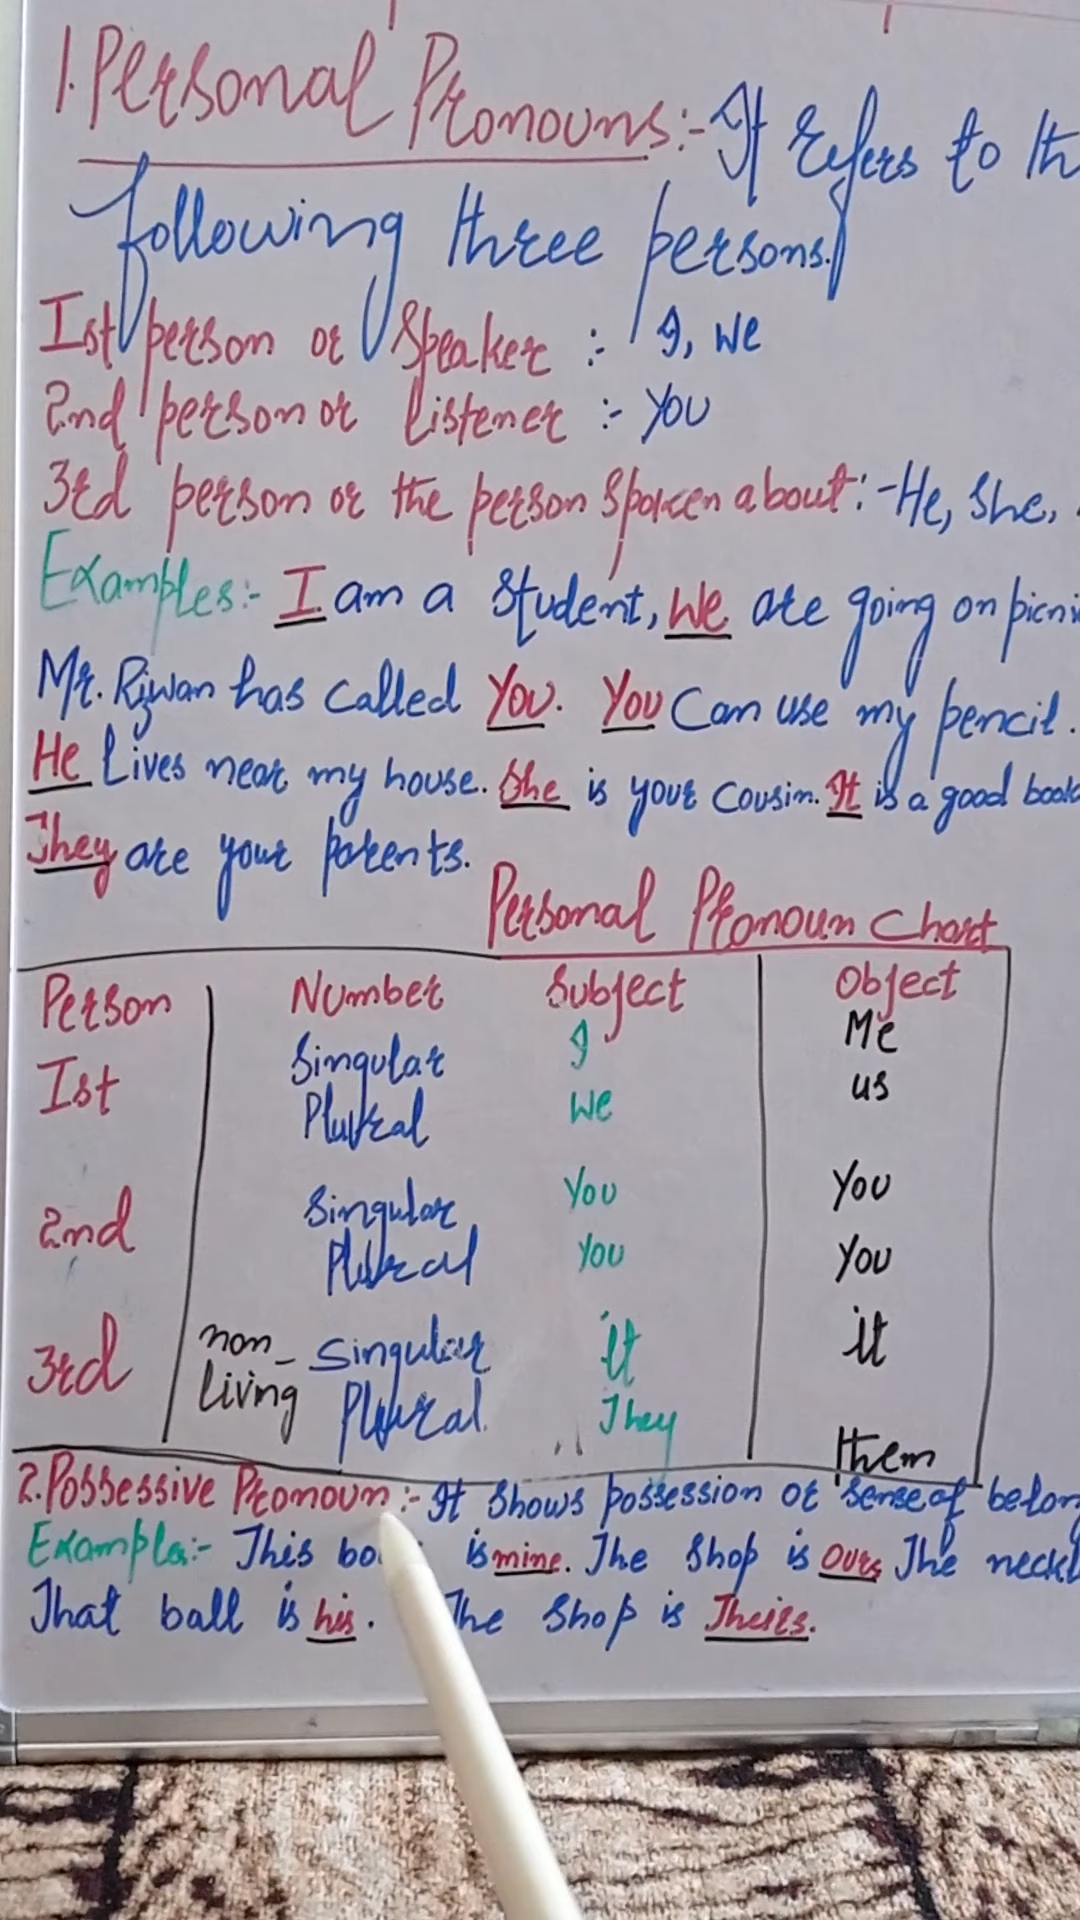 1. Personal Pronouns:- It refers to th
following three persons.
Ist person or Speaker :- I, We
2nd person or listener :- You
3rd person or the person spoken about:- He, She,
Examples:- I am a student, We are going on picni
Mr. Rizwan has called You. You Can use my pencil.
He lives near my house. She is your cousin. It is a good book
They are your parents.
Personal Pronoun Chart
Person Number Subject Object
Ist Singular I Me
Plural We us
2nd Singular You You
Plural You You
3rd non-living Singular it it
Plural They them
2. Possessive Pronoun:- It shows possession or sense of belon
Example:- This bo is mine. The Shop is ours. The neckl
That ball is his. The Shop is Theirs.